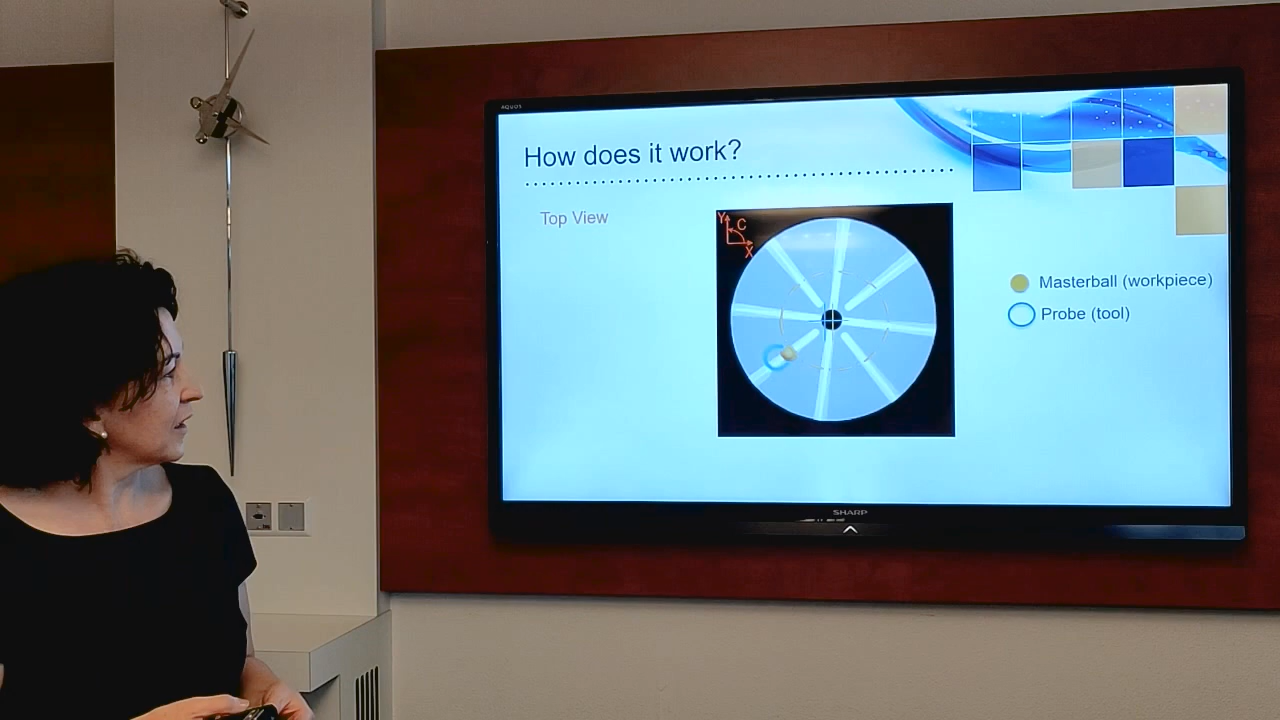 AQUOS
How does it work?
Top View
Y
C
X
Masterball (workpiece)
Probe (tool)
SHARP